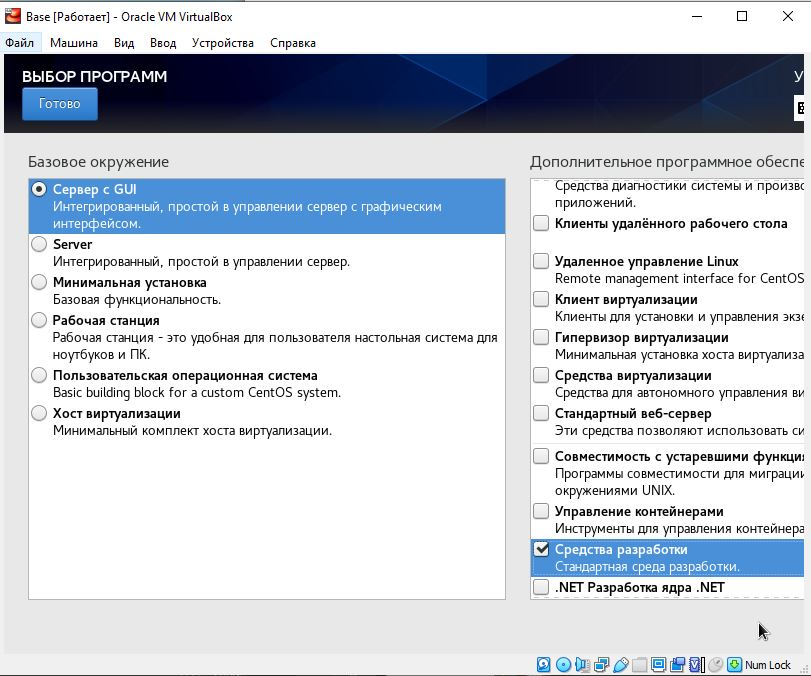 Base [Работает] - Oracle VM VirtualBox
Файл Машина Вид Ввод Устройства Справка
ВЫБОР ПРОГРАММ
У
Готово
Базовое окружение
Сервер с GUI
Интегрированный, простой в управлении сервер с графическим
интерфейсом.
Server
Интегрированный, простой в управлении сервер.
Минимальная установка
Базовая функциональность.
Рабочая станция
Рабочая станция - это удобная для пользователя настольная система для
ноутбуков и ПК.
Пользовательская операционная система
Basic building block for a custom CentOS system.
Хост виртуализации
Минимальный комплект хоста виртуализации.
Дополнительное программное обеспе
Средства диагностики системы и произво
приложений.
Клиенты удалённого рабочего стола
Удаленное управление Linux
Remote management interface for CentOS
Клиент виртуализации
Клиенты для установки и управления экзе
Гипервизор виртуализации
Минимальная установка хоста виртуализа
Средства виртуализации
Средства для автономного управления ви
Стандартный веб-сервер
Эти средства позволяют использовать си
Совместимость с устаревшими функция
Программы совместимости для миграции
окружениями UNIX.
Управление контейнерами
Инструменты для управления контейнера
Средства разработки
Стандартная среда разработки.
.NET Разработка ядра .NET
Num Lock